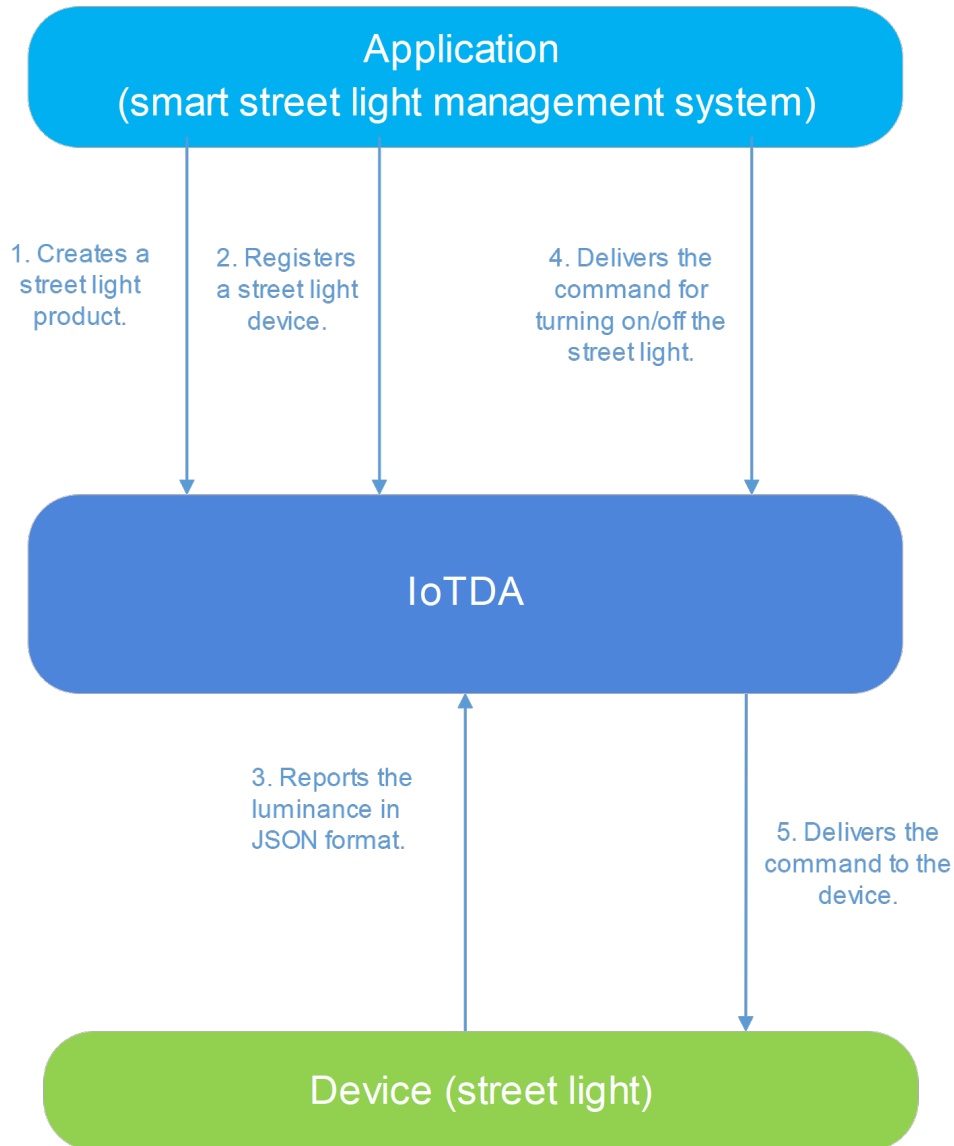 Application
(smart street light management system)
1. Creates a
street light
product.
2. Registers
a street light
device.
4. Delivers the
command for
turning on/off the
street light.
IoTDA
3. Reports the
luminance in
JSON format.
5. Delivers the
command to the
device.
Device (street light)